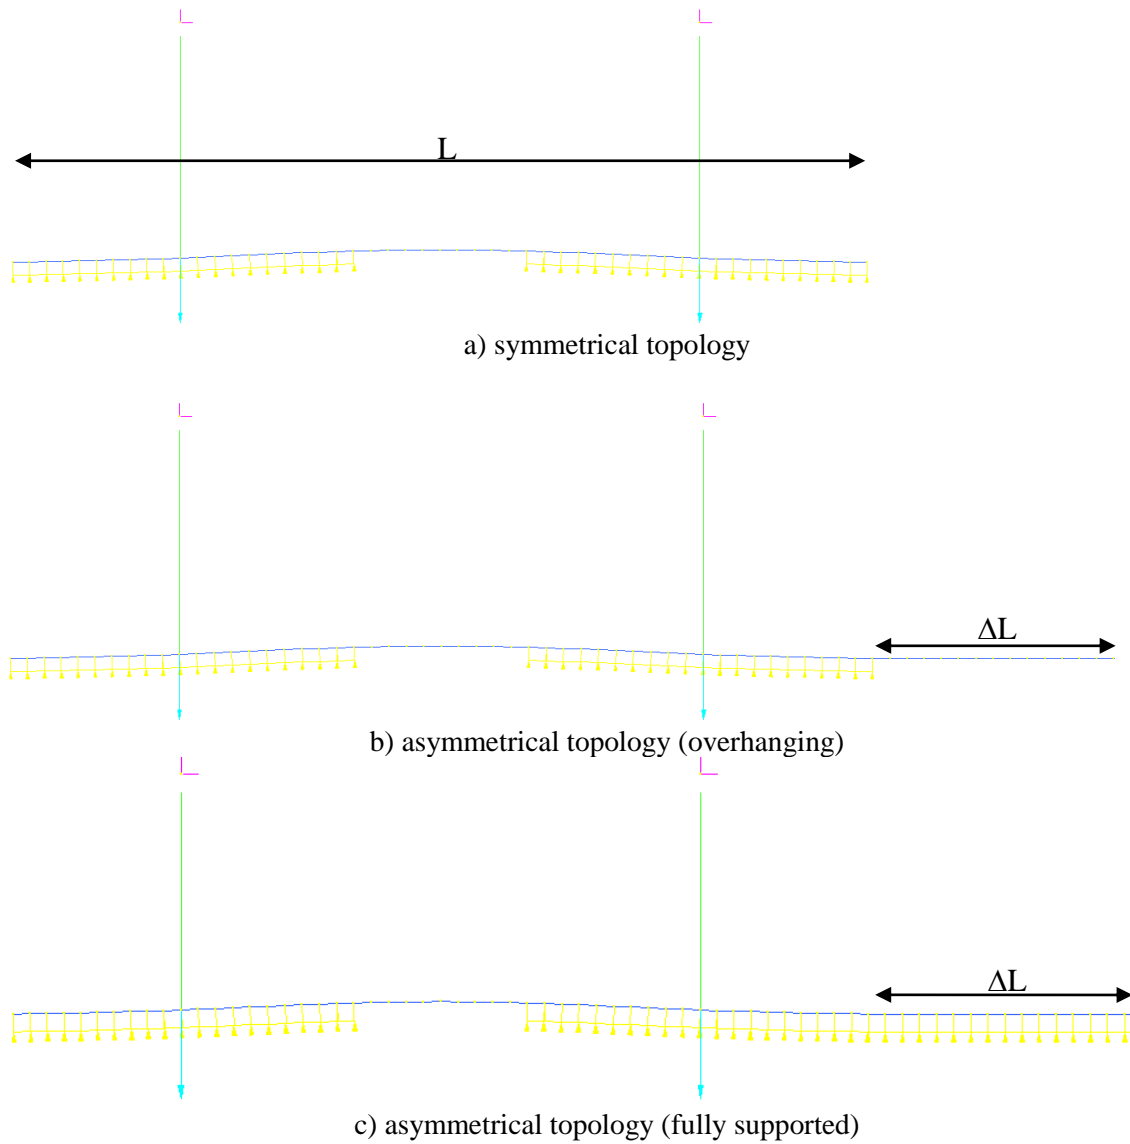 L
a) symmetrical topology
ΔL
b) asymmetrical topology (overhanging)
ΔL
c) asymmetrical topology (fully supported)